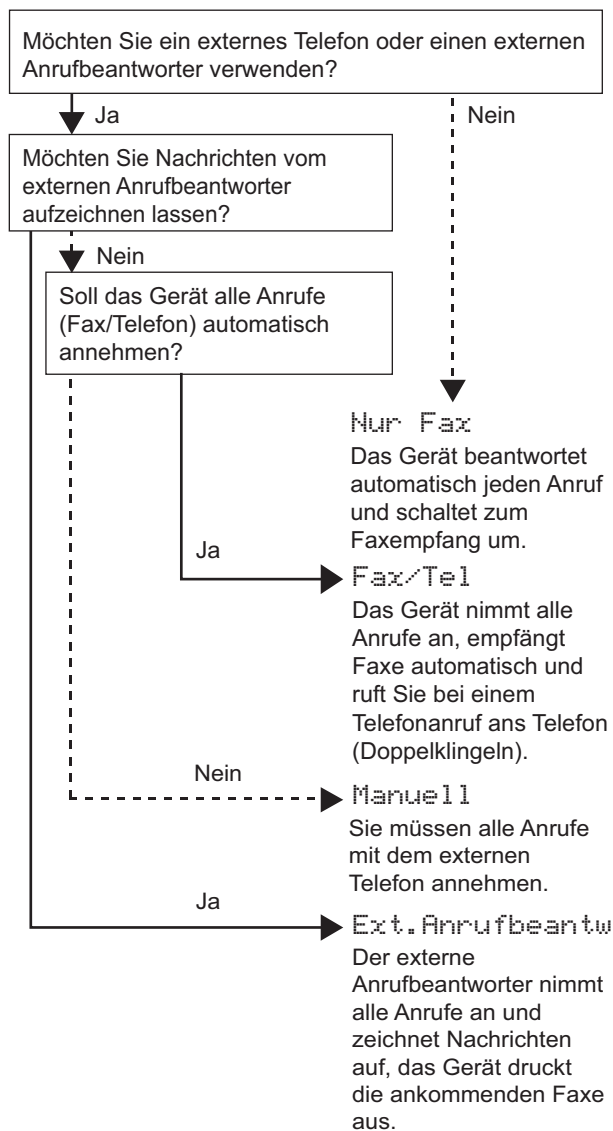 Möchten Sie ein externes Telefon oder einen externen
Anrufbeantworter verwenden?
Ja
Nein
Möchten Sie Nachrichten vom
externen Anrufbeantworter
aufzeichnen lassen?
Nein
Soll das Gerät alle Anrufe
(Fax/Telefon) automatisch
annehmen?
Nur Fax
Das Gerät beantwortet
automatisch jeden Anruf
und schaltet zum
Faxempfang um.
Ja
Fax/Tel
Das Gerät nimmt alle
Anrufe an, empfängt
Faxe automatisch und
ruft Sie bei einem
Telefonanruf ans Telefon
(Doppelklingeln).
Nein
Manuell
Sie müssen alle Anrufe
mit dem externen
Telefon annehmen.
Ja
Ext.Anrufbeantw
Der externe
Anrufbeantworter nimmt
alle Anrufe an und
zeichnet Nachrichten
auf, das Gerät druckt
die ankommenden Faxe
aus.